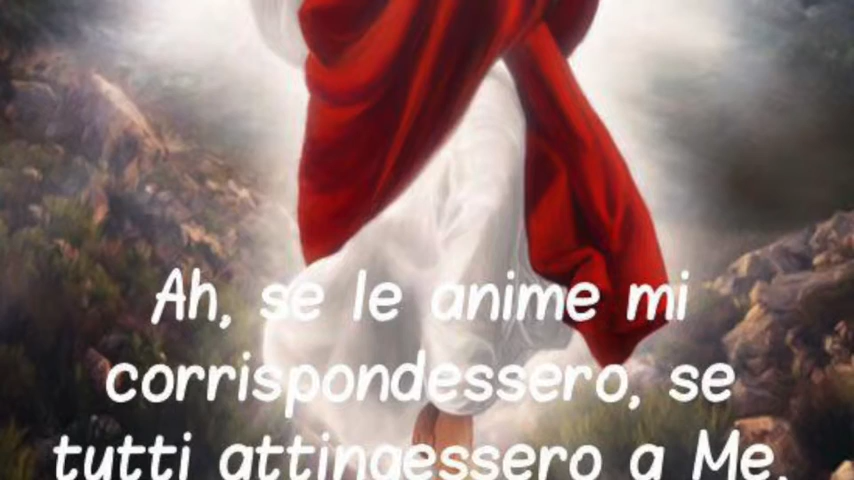 Ah, se le anime mi
corrispondessero, se
tutti attingessero a Me,